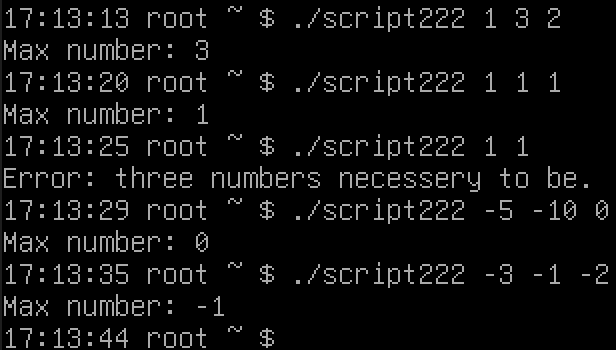 17:13:13 root ~ $ ./script222 1 3 2
Max number: 3
17:13:20 root ~ $ ./script222 1 1 1
Max number: 1
17:13:25 root ~ $ ./script222 1 1
Error: three numbers necessery to be.
17:13:29 root ~ $ ./script222 -5 -10 0
Max number: 0
17:13:35 root ~ $ ./script222 -3 -1 -2
Max number: -1
17:13:44 root ~ $